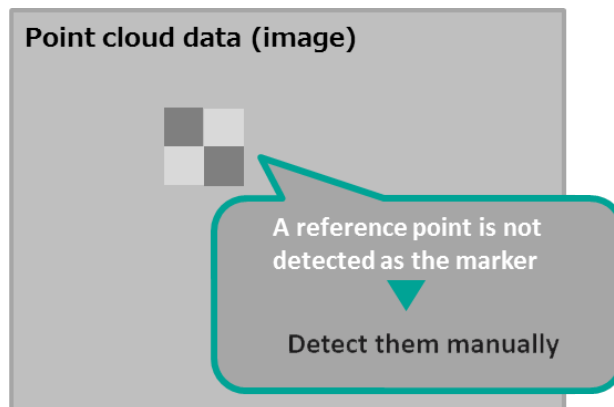 Point cloud data (image)
A reference point is not
detected as the marker
Detect them manually